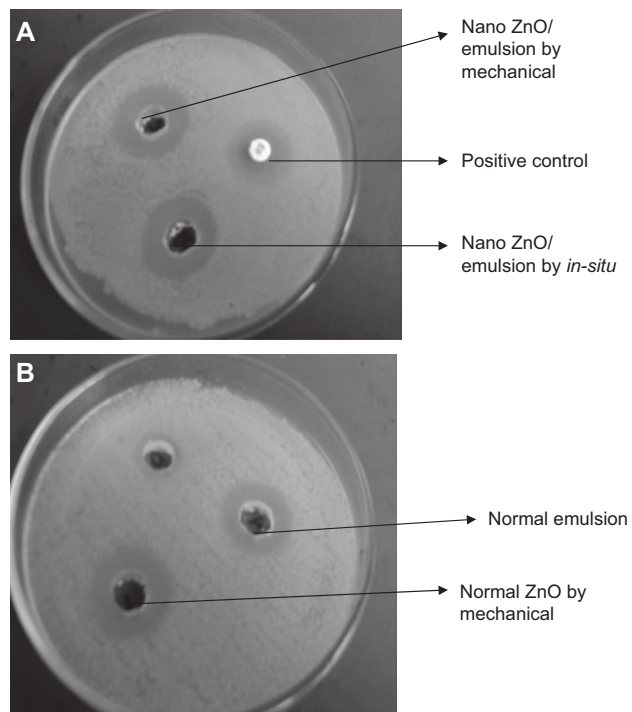 A
Nano ZnO/
emulsion by
mechanical
Positive control
Nano ZnO/
emulsion by in-situ
B
Normal emulsion
Normal ZnO by
mechanical